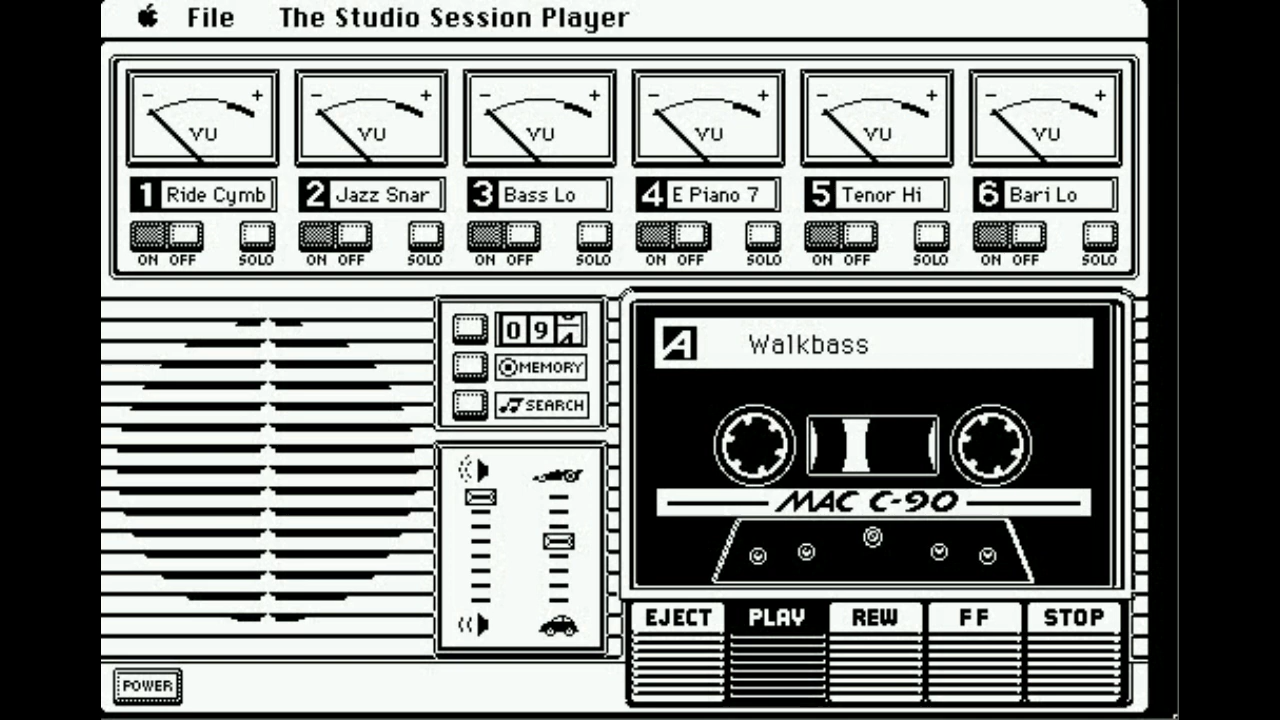 File The Studio Session Player
- + - + - + - + - + - +
VU VU VU VU VU VU
1 Ride Cymb 2 Jazz Snar 3 Bass Lo 4 E Piano 7 5 Tenor Hi 6 Bari Lo
ON OFF SOLO ON OFF SOLO ON OFF SOLO ON OFF SOLO ON OFF SOLO ON OFF SOLO
09
MEMORY
SEARCH
A Walkbass
MAC C-90
EJECT PLAY REW FF STOP
POWER